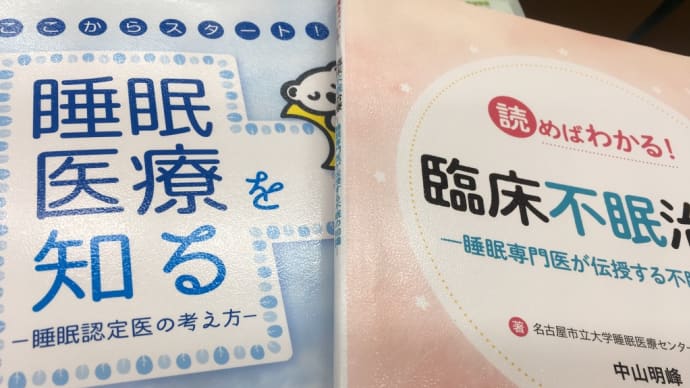 ここからスタート!
睡眠
医療を
知る
-睡眠認定医の考え方-
読めばわかる!
臨床不眠治
―睡眠専門医が伝授する不眠
著 名古屋市立大学睡眠医療センター
中山明峰